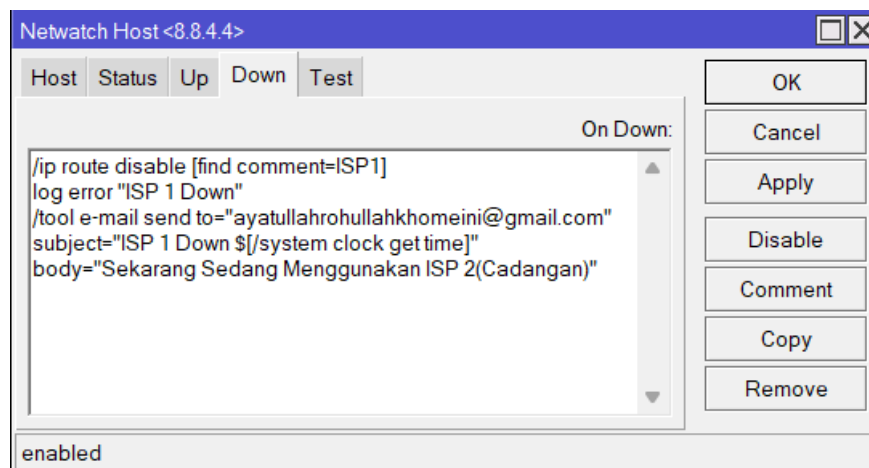 Netwatch Host <8.8.4.4>
Host Status Up Down Test
On Down:
/ip route disable [find comment=ISP1]
log error "ISP 1 Down"
/tool e-mail send to="ayatullahrohullahkhomeini@gmail.com"
subject="ISP 1 Down $[/system clock get time]"
body="Sekarang Sedang Menggunakan ISP 2(Cadangan)"
OK
Cancel
Apply
Disable
Comment
Copy
Remove
enabled